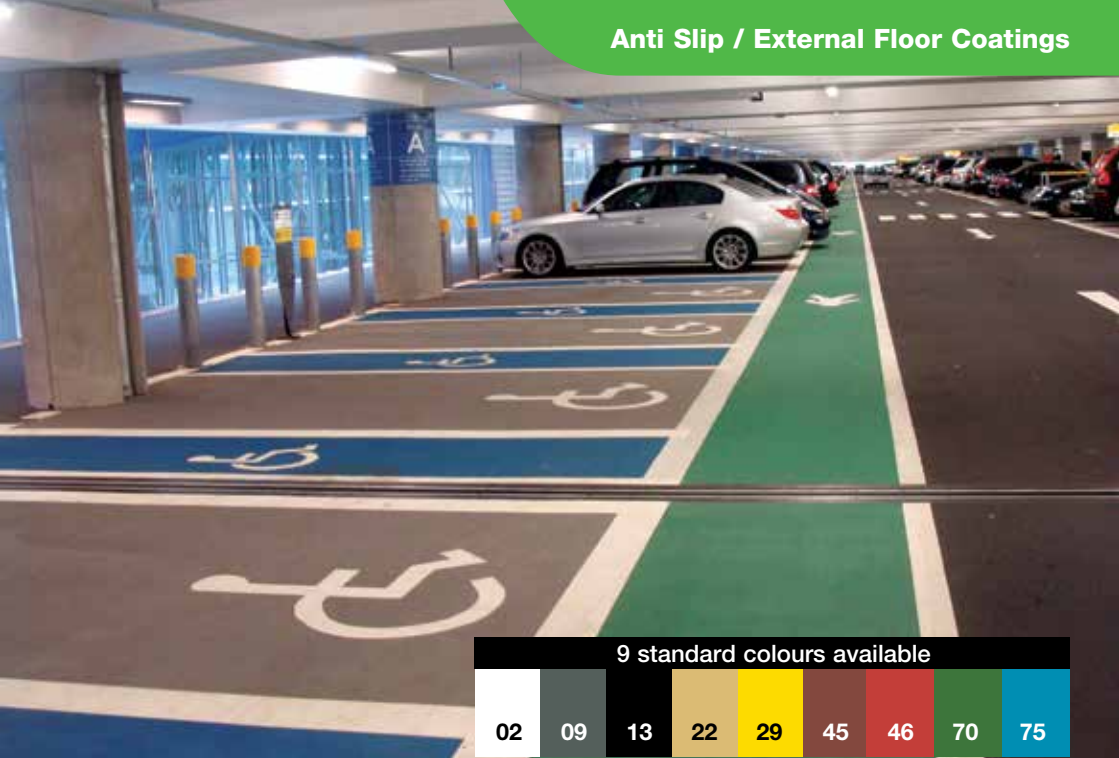 Anti Slip / External Floor Coatings
A
9 standard colours available
02 09 13 22 29 45 46 70 75